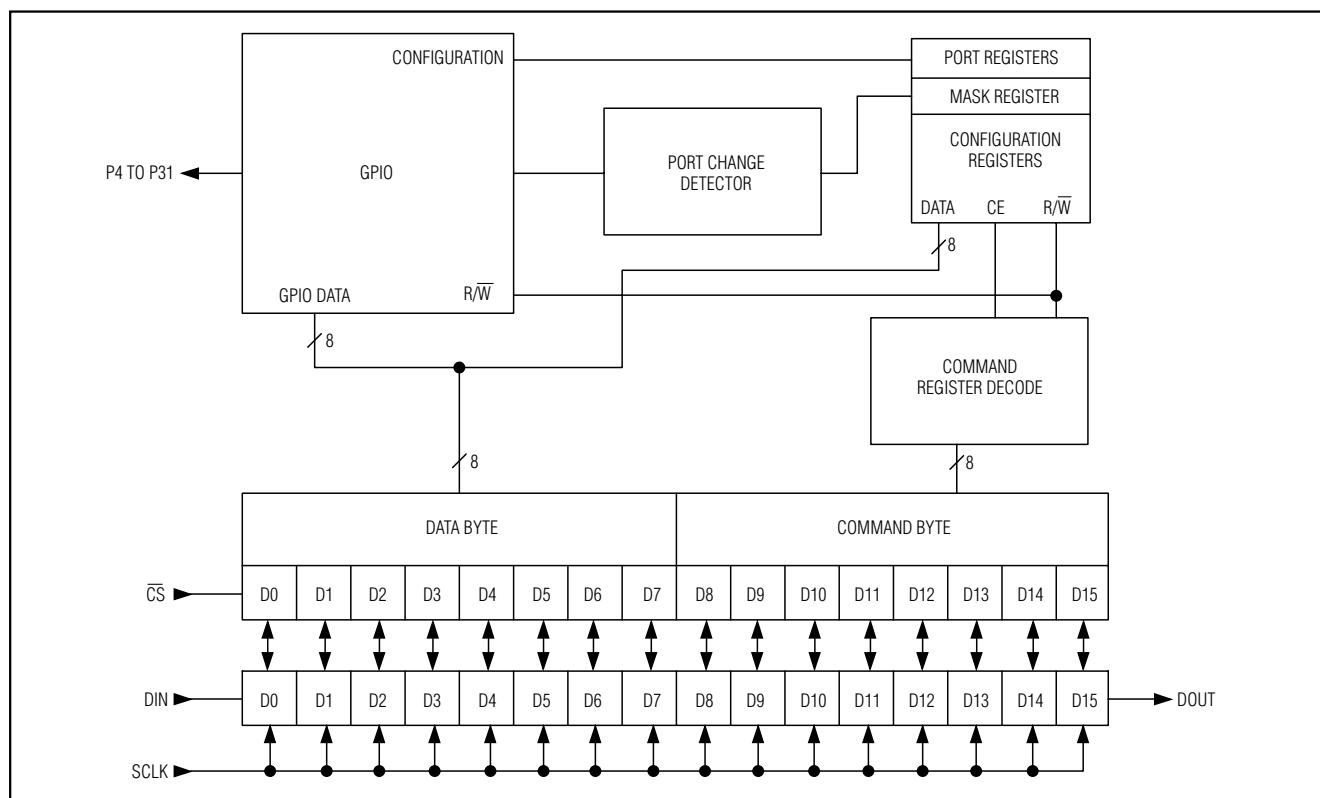 CONFIGURATION
PORT REGISTERS
MASK REGISTER
CONFIGURATION
REGISTERS
DATA CE R/W̅
P4 TO P31
GPIO
PORT CHANGE
DETECTOR
8
GPIO DATA
R/W̅
8
COMMAND
REGISTER DECODE
8
8
DATA BYTE
COMMAND BYTE
C̅S̅
D0 D1 D2 D3 D4 D5 D6 D7 D8 D9 D10 D11 D12 D13 D14 D15
DIN
D0 D1 D2 D3 D4 D5 D6 D7 D8 D9 D10 D11 D12 D13 D14 D15
DOUT
SCLK